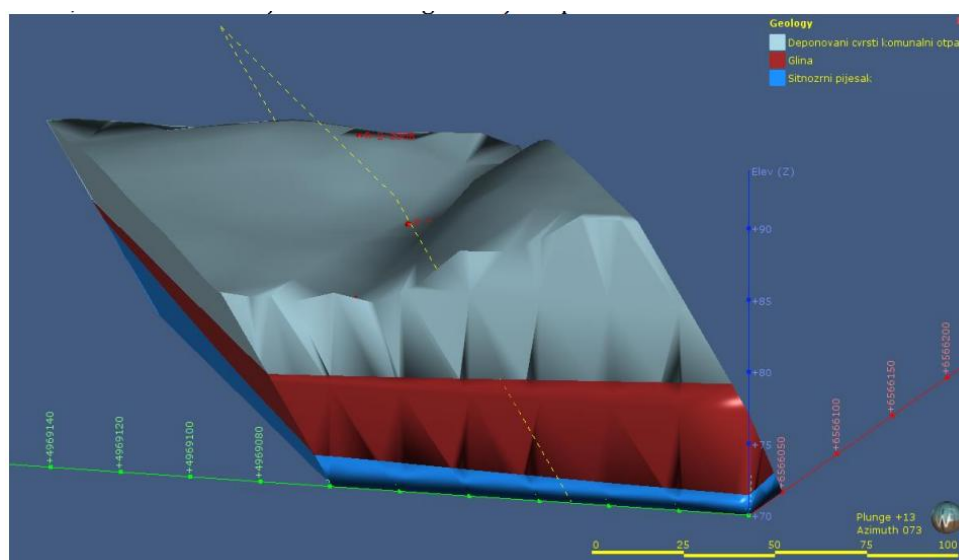 Geology
Deponovani cvrsti komunalni otpa
Glina
Sitnozrni pijesak
Elev (Z)
+90
+85
+80
+75
+70
+6566200
+6566150
+6566100
+6566050
+4969140
+4969120
+4969100
+4969080
Plunge +13
Azimuth 073
0
25
50
75
100